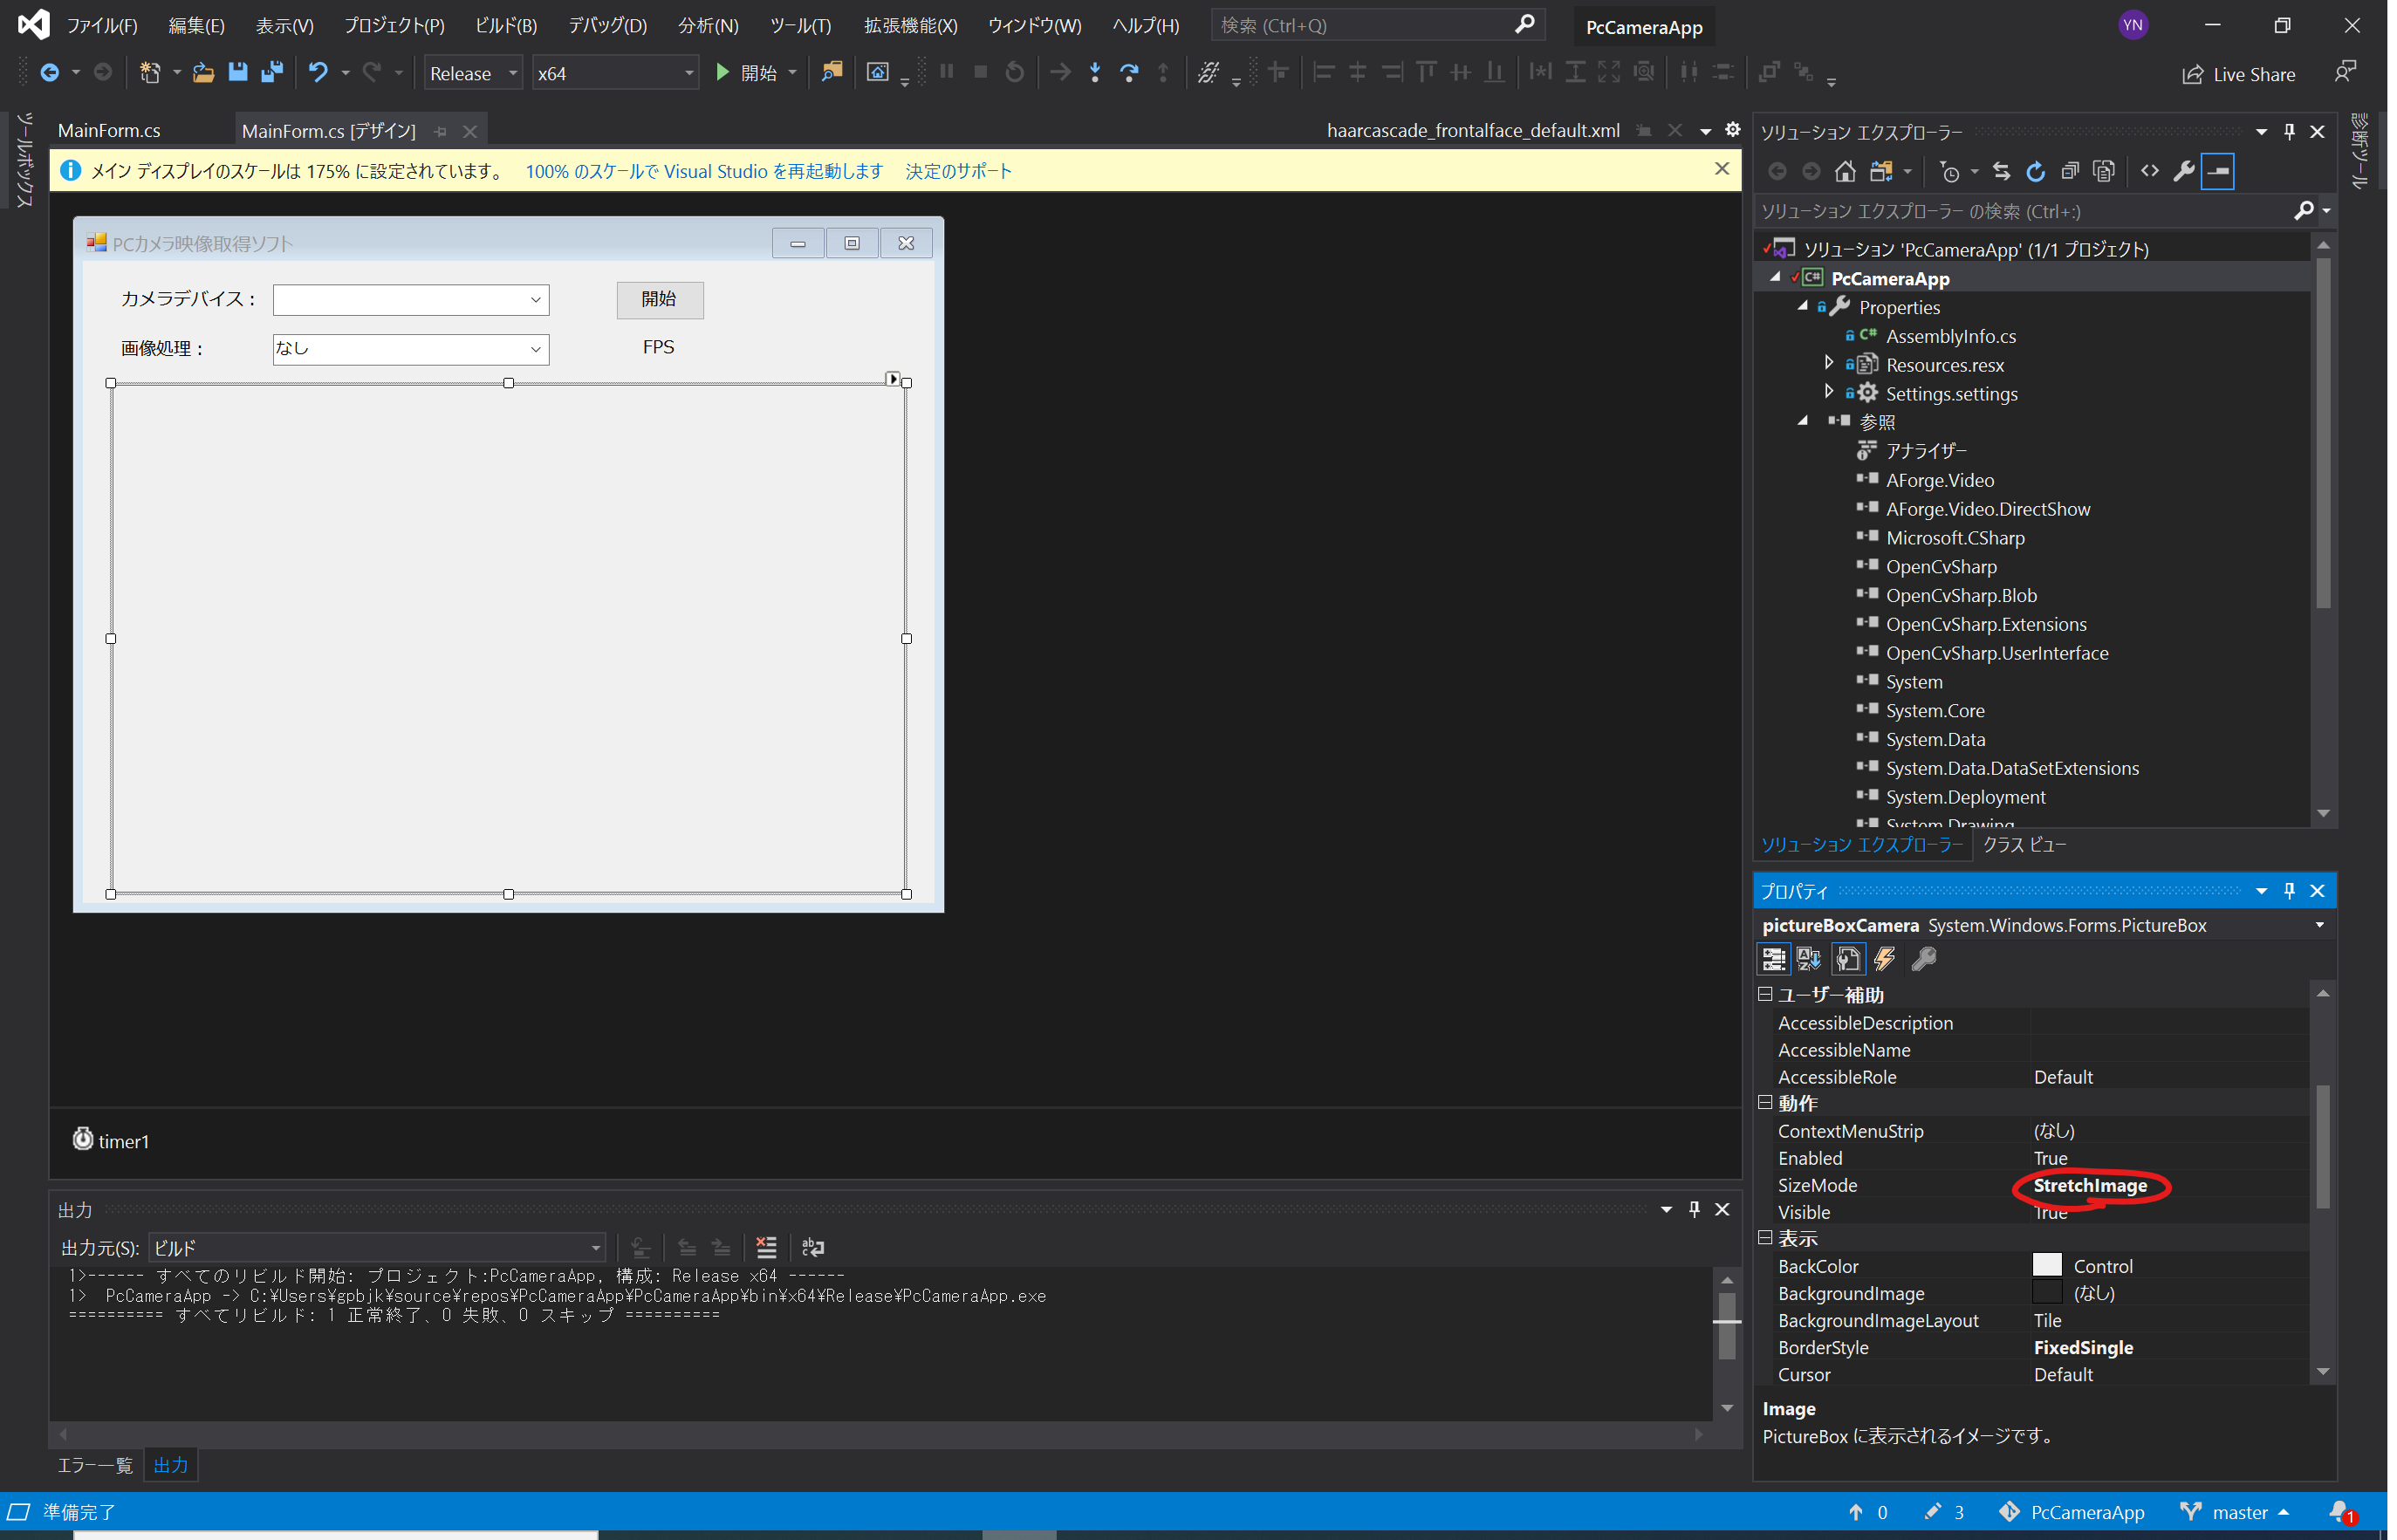 ファイル(F) 編集(E) 表示(V) プロジェクト(P) ビルド(B) デバッグ(D) 分析(N) ツール(T) 拡張機能(X) ウィンドウ(W) ヘルプ(H) 検索 (Ctrl+Q) PcCameraApp YN
Release x64 開始 Live Share
ツールボックス
MainForm.cs MainForm.cs [デザイン] haarcascade_frontalface_default.xml
メイン ディスプレイのスケールは 175% に設定されています。 100% のスケールで Visual Studio を再起動します 決定のサポート
PCカメラ映像取得ソフト
カメラデバイス： 開始
画像処理： なし FPS
timer1
出力
出力元(S): ビルド
1>------ すべてのリビルド開始: プロジェクト:PcCameraApp, 構成: Release x64 ------
1>  PcCameraApp -> C:¥Users¥gpbjk¥source¥repos¥PcCameraApp¥PcCameraApp¥bin¥x64¥Release¥PcCameraApp.exe
========== すべてリビルド: 1 正常終了、0 失敗、0 スキップ ==========
エラー一覧 出力
ソリューション エクスプローラー
ソリューション エクスプローラー の検索 (Ctrl+:)
ソリューション 'PcCameraApp' (1/1 プロジェクト)
C# PcCameraApp
Properties
C# AssemblyInfo.cs
Resources.resx
Settings.settings
参照
アナライザー
AForge.Video
AForge.Video.DirectShow
Microsoft.CSharp
OpenCvSharp
OpenCvSharp.Blob
OpenCvSharp.Extensions
OpenCvSharp.UserInterface
System
System.Core
System.Data
System.Data.DataSetExtensions
System.Deployment
System.Drawing
ソリューション エクスプローラー クラス ビュー
プロパティ
pictureBoxCamera System.Windows.Forms.PictureBox
ユーザー補助
AccessibleDescription
AccessibleName
AccessibleRole Default
動作
ContextMenuStrip (なし)
Enabled True
SizeMode StretchImage
Visible True
表示
BackColor Control
BackgroundImage (なし)
BackgroundImageLayout Tile
BorderStyle FixedSingle
Cursor Default
Image
PictureBox に表示されるイメージです。
診断ツール
準備完了 0 3 PcCameraApp master 1